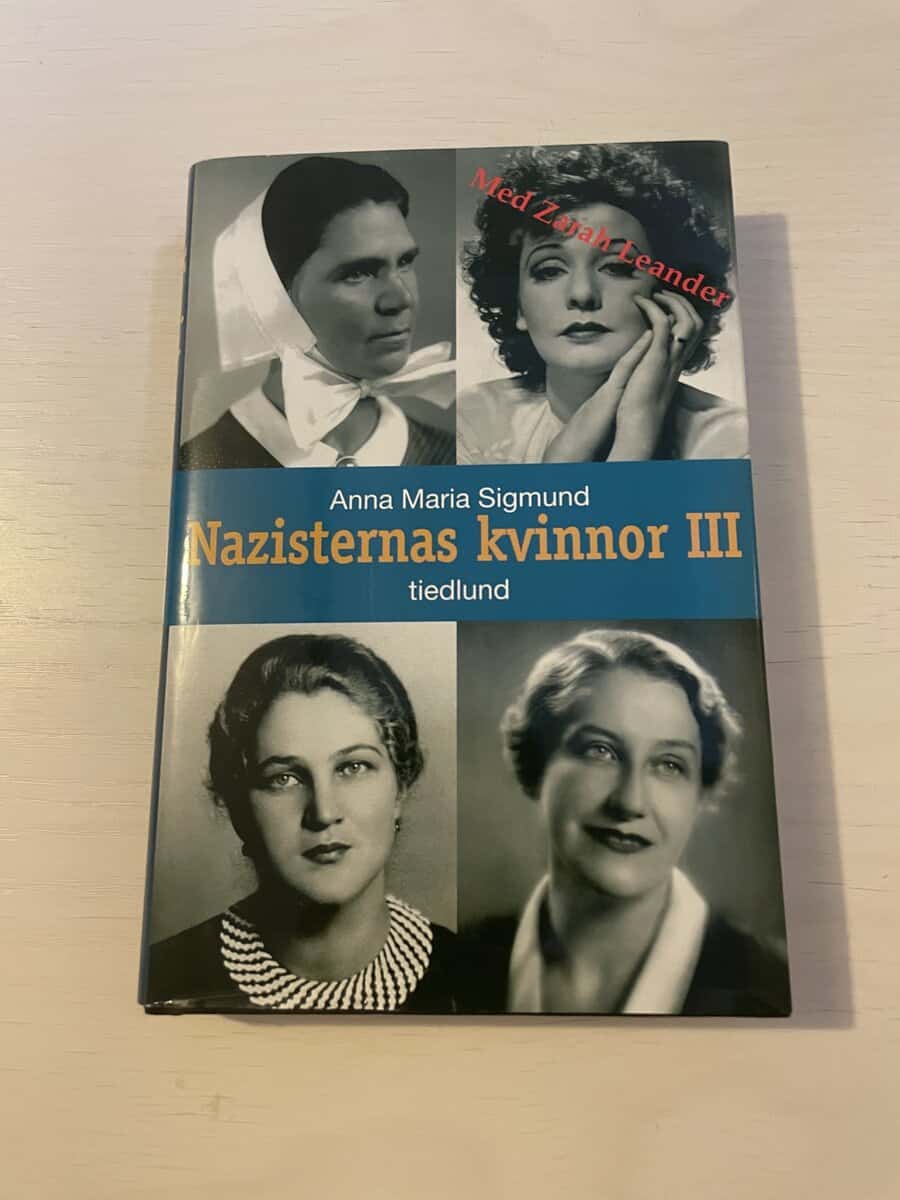 Med Zarah Leander
Anna Maria Sigmund
Nazisternas kvinnor III
tiedlund